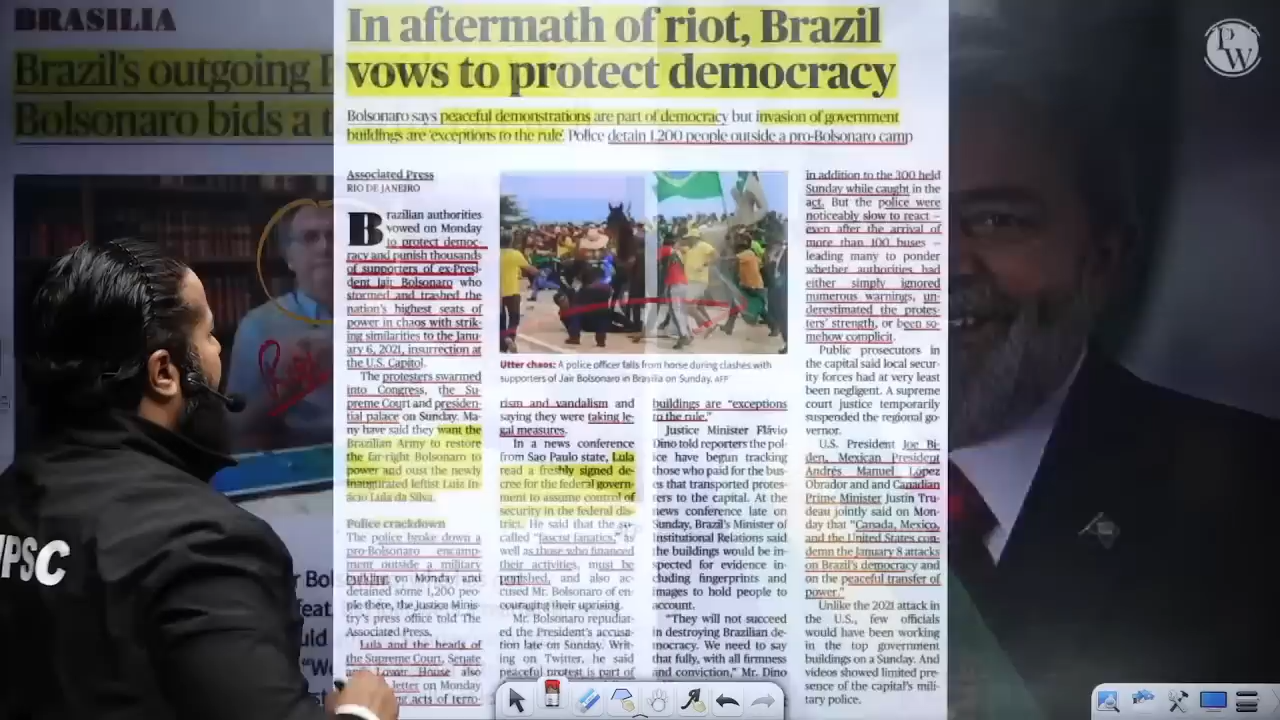 BRASILIA
Brazil's outgoing
Bolsonaro bids a t
In aftermath of riot, Brazil
vows to protect democracy
Bolsonaro says peaceful demonstrations are part of democracy but invasion of government
buildings are 'exceptions to the rule'. Police detain 1,200 people outside a pro-Bolsonaro camp
Associated Press
RIO DE JANEIRO
Brazilian authorities
vowed on Monday
to protect democ-
racy and punish thousands
of supporters of ex-Presi-
dent Jair Bolsonaro who
stormed and trashed the
nation's highest seats of
power in chaos with strik-
ing similarities to the Janu-
ary 6, 2021, insurrection at
the U.S. Capitol.
The protesters swarmed
into Congress, the Su-
preme Court and presiden-
tial palace on Sunday. Ma-
ny have said they want the
Brazilian Army to restore
the far-right Bolsonaro to
power and oust the newly
inaugurated leftist Luiz In-
ácio Lula da Silva.
Police crackdown
The police broke down a
pro-Bolsonaro encamp-
ment outside a military
building on Monday and
detained some 1,200 peo-
ple there, the Justice Minis-
try's press office told The
Associated Press.
Lula and the heads of
the Supreme Court, Senate
and Lower House also
letter on Monday
acts of terro-
Utter chaos: A police officer falls from horse during clashes with
supporters of Jair Bolsonaro in Brasilia on Sunday. AFP
rism and vandalism and
saying they were taking le-
gal measures.
In a news conference
from Sao Paulo state, Lula
read a freshly signed de-
cree for the federal govern-
ment to assume control of
security in the federal dis-
trict. He said that the so-
called "fascist fanatics," as
well as those who financed
their activities, must be
punished, and also ac-
cused Mr. Bolsonaro of en-
couraging their uprising.
Mr. Bolsonaro repudiat-
ed the President's accusa-
tion late on Sunday. Writ-
ing on Twitter, he said
peaceful protest is part of
buildings are "exceptions
to the rule."
Justice Minister Flávio
Dino told reporters the pol-
ice have begun tracking
those who paid for the bus-
es that transported protes-
ters to the capital. At the
news conference late on
Sunday, Brazil's Minister of
Institutional Relations said
the buildings would be in-
spected for evidence in-
cluding fingerprints and
images to hold people to
account.
"They will not succeed
in destroying Brazilian de-
mocracy. We need to say
that fully, with all firmness
and conviction," Mr. Dino
in addition to the 300 held
Sunday while caught in the
act. But the police were
noticeably slow to react –
even after the arrival of
more than 100 buses –
leading many to ponder
whether authorities had
either simply ignored
numerous warnings, un-
derestimated the protes-
ters' strength, or been so-
mehow complicit.
Public prosecutors in
the capital said local secur-
ity forces had at very least
been negligent. A supreme
court justice temporarily
suspended the regional go-
vernor.
U.S. President Joe Bi-
den, Mexican President
Andrés Manuel López
Obrador and and Canadian
Prime Minister Justin Tru-
deau jointly said on Mon-
day that "Canada, Mexico,
and the United States con-
demn the January 8 attacks
on Brazil's democracy and
on the peaceful transfer of
power."
Unlike the 2021 attack in
the U.S., few officials
would have been working
in the top government
buildings on a Sunday. And
videos showed limited pre-
sence of the capital's mili-
tary police.
PW
UPSC
r Bol
feat
uld
"We